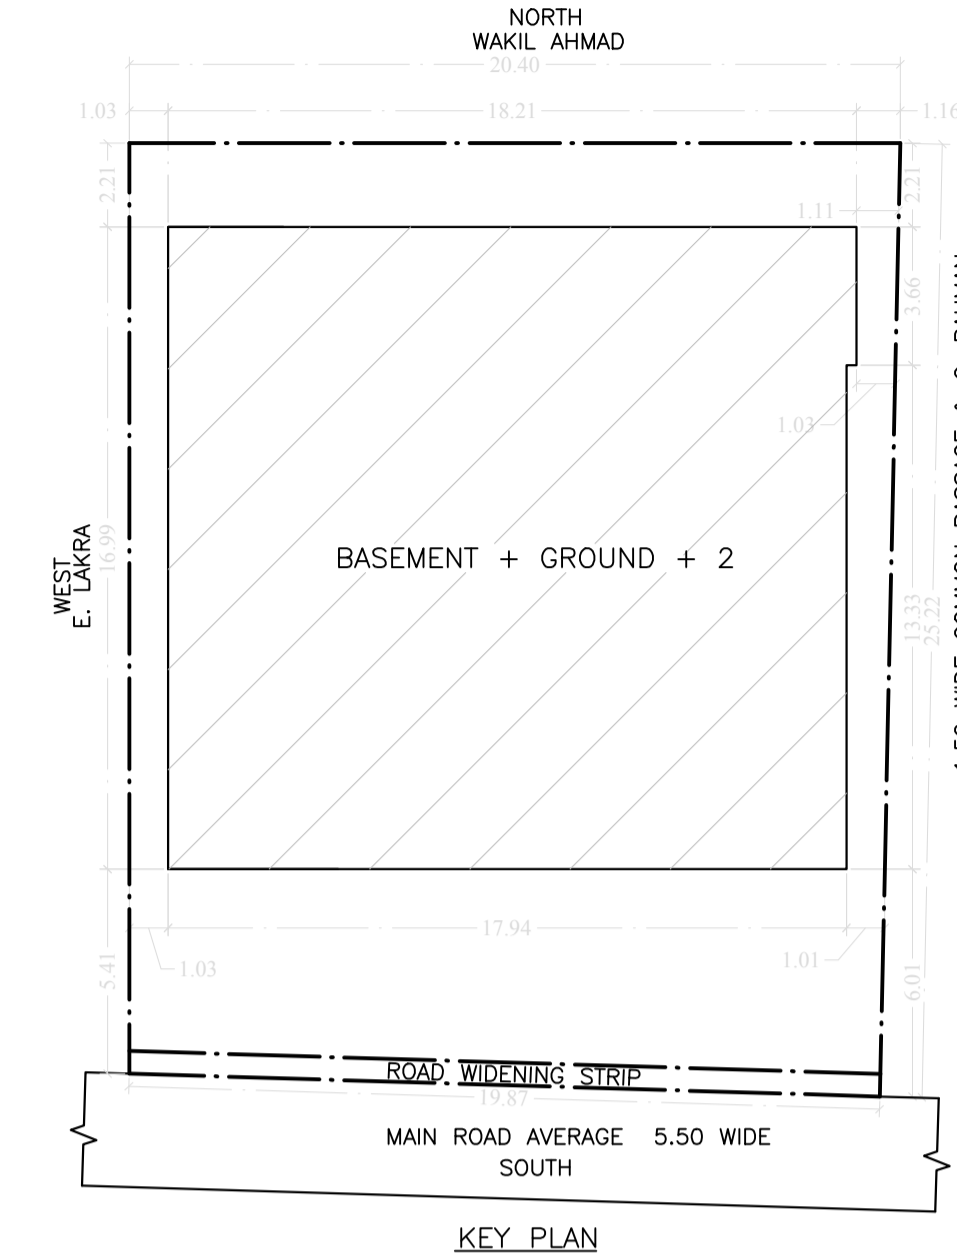 NORTH
WAKIL AHMAD
20.40
1.03
18.21
1.16
2.21
2.21
1.11
3.66
1.03
WEST
E. LAKRA
16.99
BASEMENT + GROUND + 2
13.33
25.22
17.94
1.03
1.01
5.41
6.01
ROAD WIDENING STRIP
19.87
MAIN ROAD AVERAGE 5.50 WIDE
SOUTH
KEY PLAN